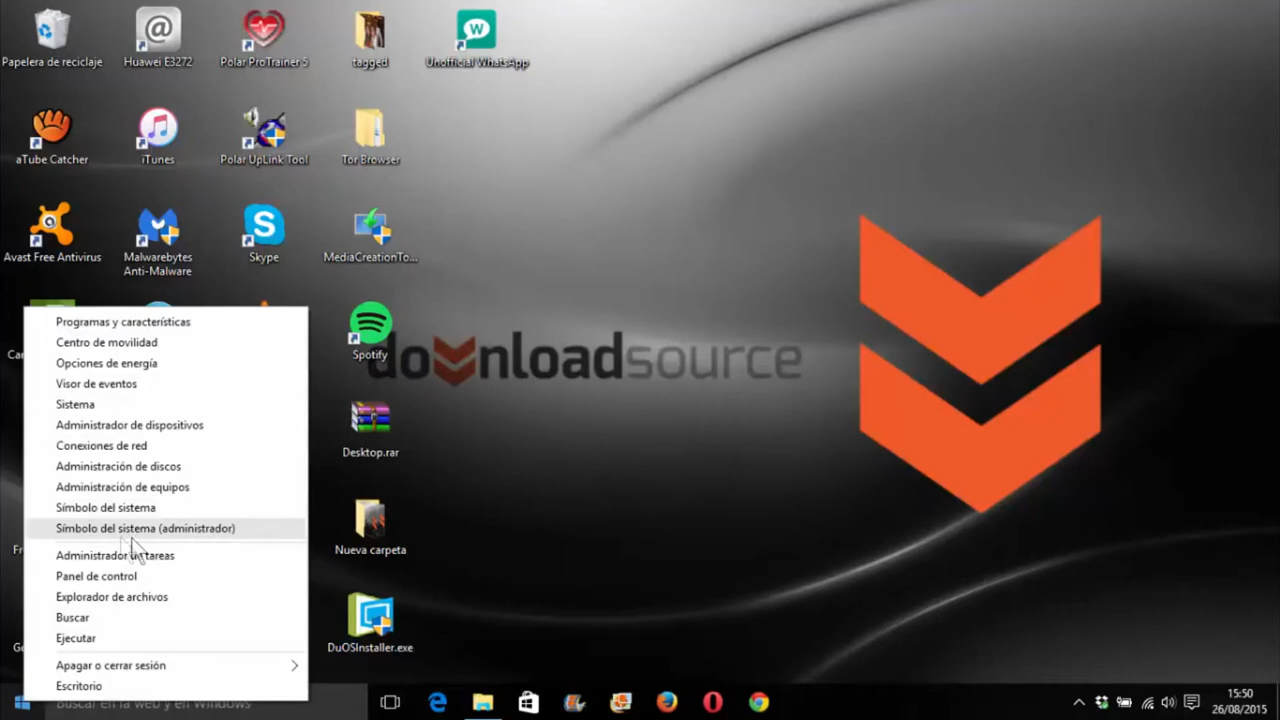 Papelera de reciclaje
Huawei E3272
Polar ProTrainer 5
tagged
Unofficial WhatsApp
aTube Catcher
iTunes
Polar UpLink Tool
Tor Browser
Avast Free Antivirus
Malwarebytes
Anti-Malware
Skype
MediaCreationTo...
Spotify
downloadsource
Desktop.rar
Nueva carpeta
DuOSInstaller.exe
Programas y características
Centro de movilidad
Opciones de energía
Visor de eventos
Sistema
Administrador de dispositivos
Conexiones de red
Administración de discos
Administración de equipos
Símbolo del sistema
Símbolo del sistema (administrador)
Administrador de tareas
Panel de control
Explorador de archivos
Buscar
Ejecutar
Apagar o cerrar sesión
Escritorio
Buscar en la web y en Windows
15:50
26/08/2015